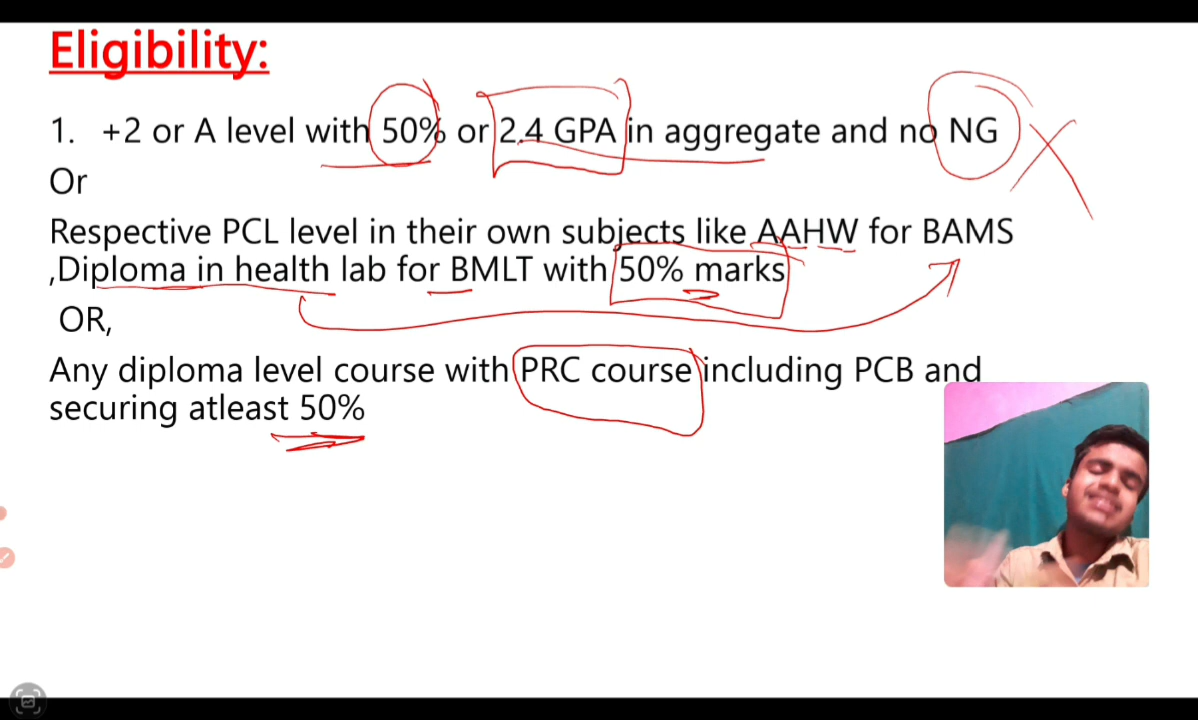 Eligibility:
1. +2 or A level with 50% or 2.4 GPA in aggregate and no NG
Or
Respective PCL level in their own subjects like AAHW for BAMS
,Diploma in health lab for BMLT with 50% marks
OR,
Any diploma level course with PRC course including PCB and
securing atleast 50%